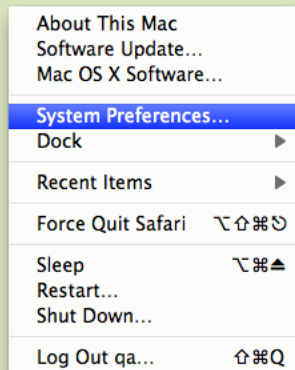 About This Mac
Software Update...
Mac OS X Software...
System Preferences...
Dock ▶
Recent Items ▶
Force Quit Safari ⌥⇧⌘⎋
Sleep ⌥⌘⏏
Restart...
Shut Down...
Log Out qa... ⇧⌘Q